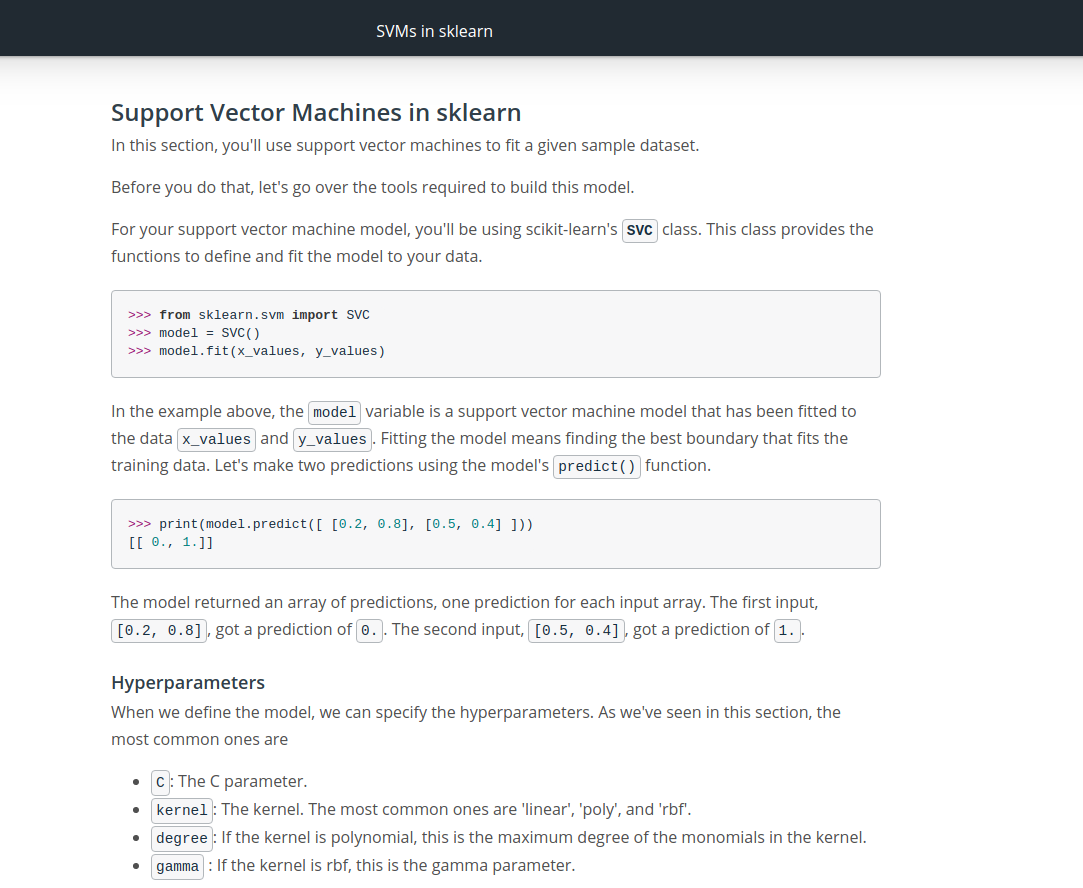 SVMs in sklearn
Support Vector Machines in sklearn
In this section, you'll use support vector machines to fit a given sample dataset.
Before you do that, let's go over the tools required to build this model.
For your support vector machine model, you'll be using scikit-learn's SVC class. This class provides the
functions to define and fit the model to your data.
>>> from sklearn.svm import SVC
>>> model = SVC()
>>> model.fit(x_values, y_values)
In the example above, the model variable is a support vector machine model that has been fitted to
the data x_values and y_values. Fitting the model means finding the best boundary that fits the
training data. Let's make two predictions using the model's predict() function.
>>> print(model.predict([ [0.2, 0.8], [0.5, 0.4] ]))
[[ 0., 1.]]
The model returned an array of predictions, one prediction for each input array. The first input,
[0.2, 0.8], got a prediction of 0.. The second input, [0.5, 0.4], got a prediction of 1..
Hyperparameters
When we define the model, we can specify the hyperparameters. As we've seen in this section, the
most common ones are
• C: The C parameter.
• kernel: The kernel. The most common ones are 'linear', 'poly', and 'rbf'.
• degree: If the kernel is polynomial, this is the maximum degree of the monomials in the kernel.
• gamma : If the kernel is rbf, this is the gamma parameter.